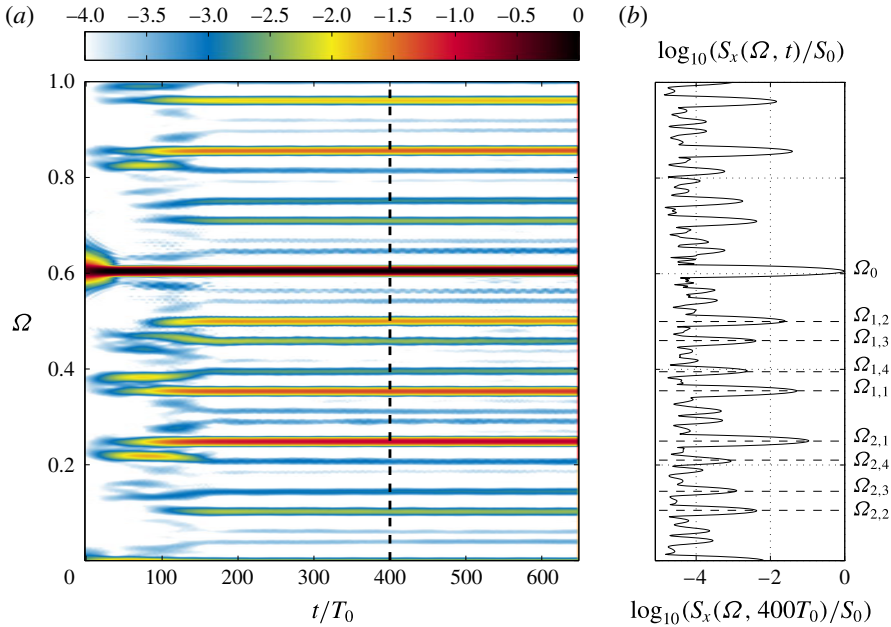 (a)
−4.0 −3.5 −3.0 −2.5 −2.0 −1.5 −1.0 −0.5 0
(b)
log₁₀(Sₓ(Ω, t)/S₀)
1.0
0.8
0.6
Ω
0.4
0.2
0
100 200 300 400 500 600
t/T₀
Ω₀
Ω₁,₂
Ω₁,₃
Ω₁,₄
Ω₁,₁
Ω₂,₁
Ω₂,₄
Ω₂,₃
Ω₂,₂
−4 −2 0
log₁₀(Sₓ(Ω, 400T₀)/S₀)